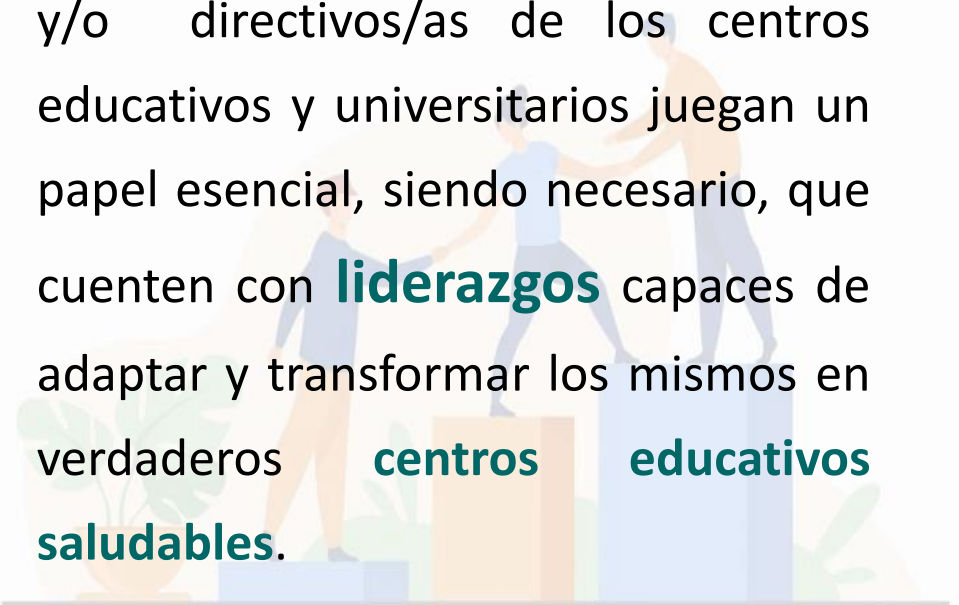 y/o directivos/as de los centros
educativos y universitarios juegan un
papel esencial, siendo necesario, que
cuenten con liderazgos capaces de
adaptar y transformar los mismos en
verdaderos centros educativos
saludables.